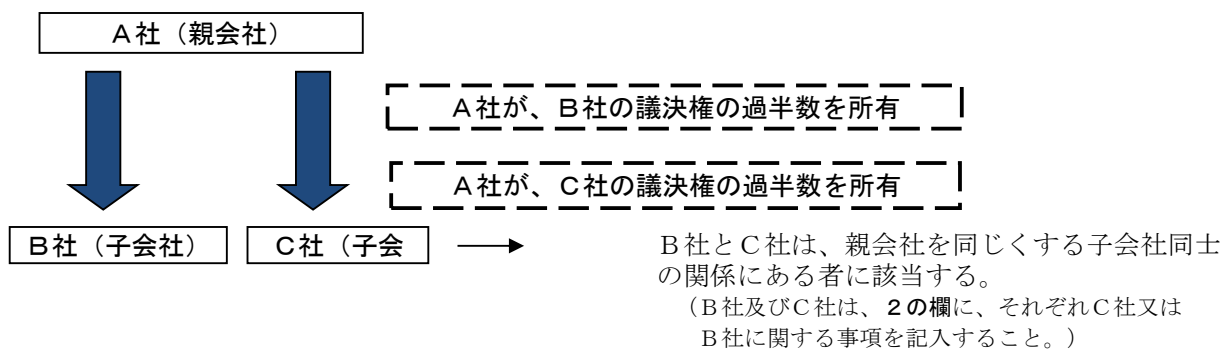 A社（親会社）
A社が、B社の議決権の過半数を所有
A社が、C社の議決権の過半数を所有
B社（子会社）
C社（子会
B社とC社は、親会社を同じくする子会社同士
の関係にある者に該当する。
（B社及びC社は、２の欄に、それぞれC社又は
B社に関する事項を記入すること。）